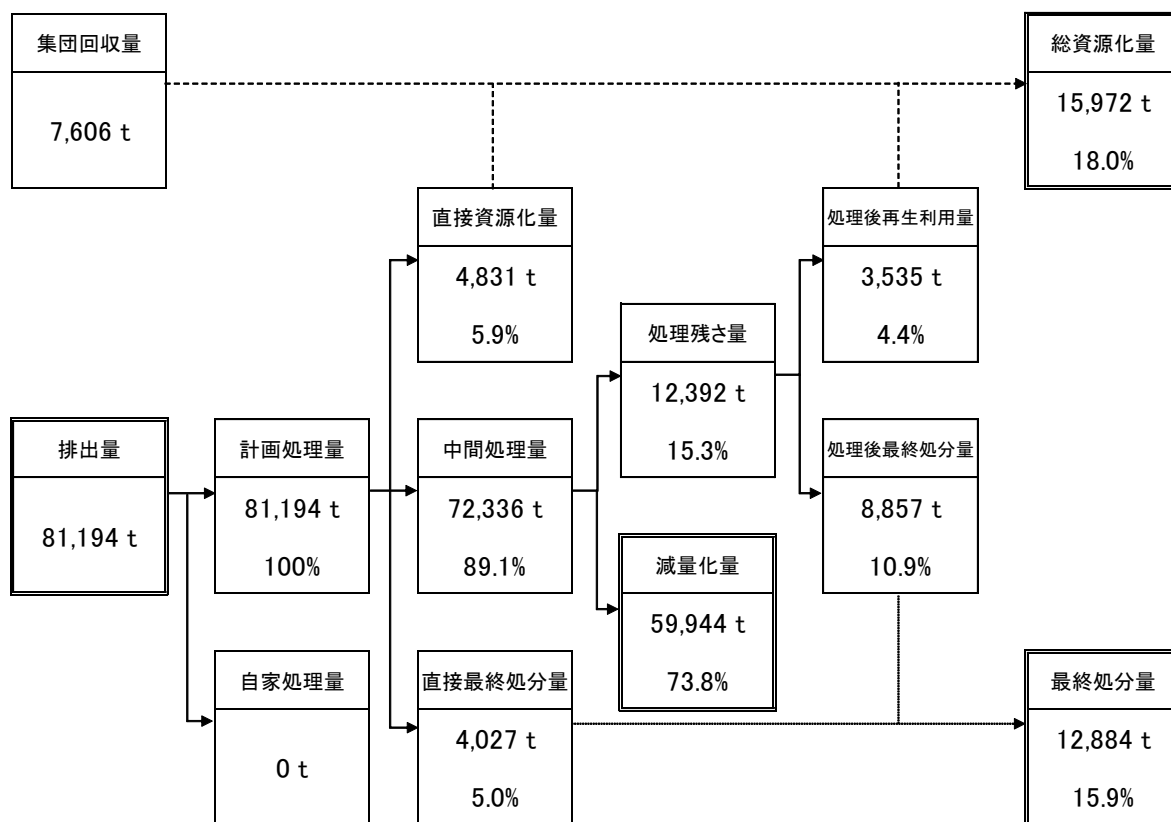 集団回収量
7,606 t
総資源化量
15,972 t
18.0%
直接資源化量
4,831 t
5.9%
処理後再生利用量
3,535 t
4.4%
処理残さ量
12,392 t
15.3%
排出量
81,194 t
計画処理量
81,194 t
100%
中間処理量
72,336 t
89.1%
処理後最終処分量
8,857 t
10.9%
減量化量
59,944 t
73.8%
自家処理量
0 t
直接最終処分量
4,027 t
5.0%
最終処分量
12,884 t
15.9%